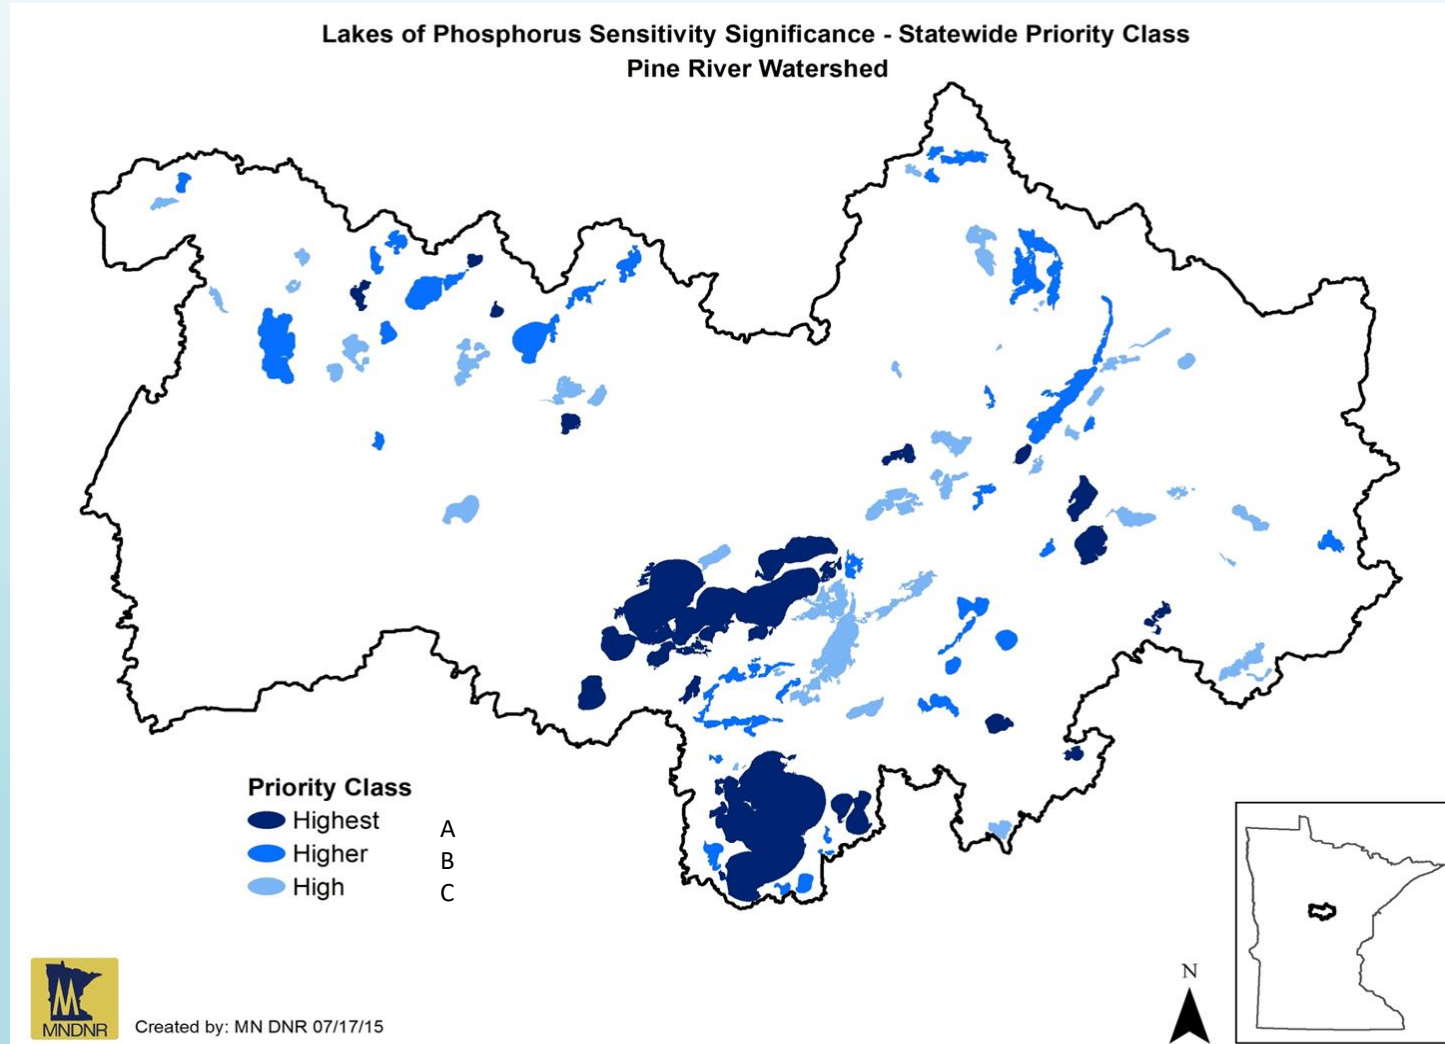 Lakes of Phosphorus Sensitivity Significance - Statewide Priority Class
Pine River Watershed
Priority Class
Highest A
Higher B
High C
N
MNDNR
Created by: MN DNR 07/17/15